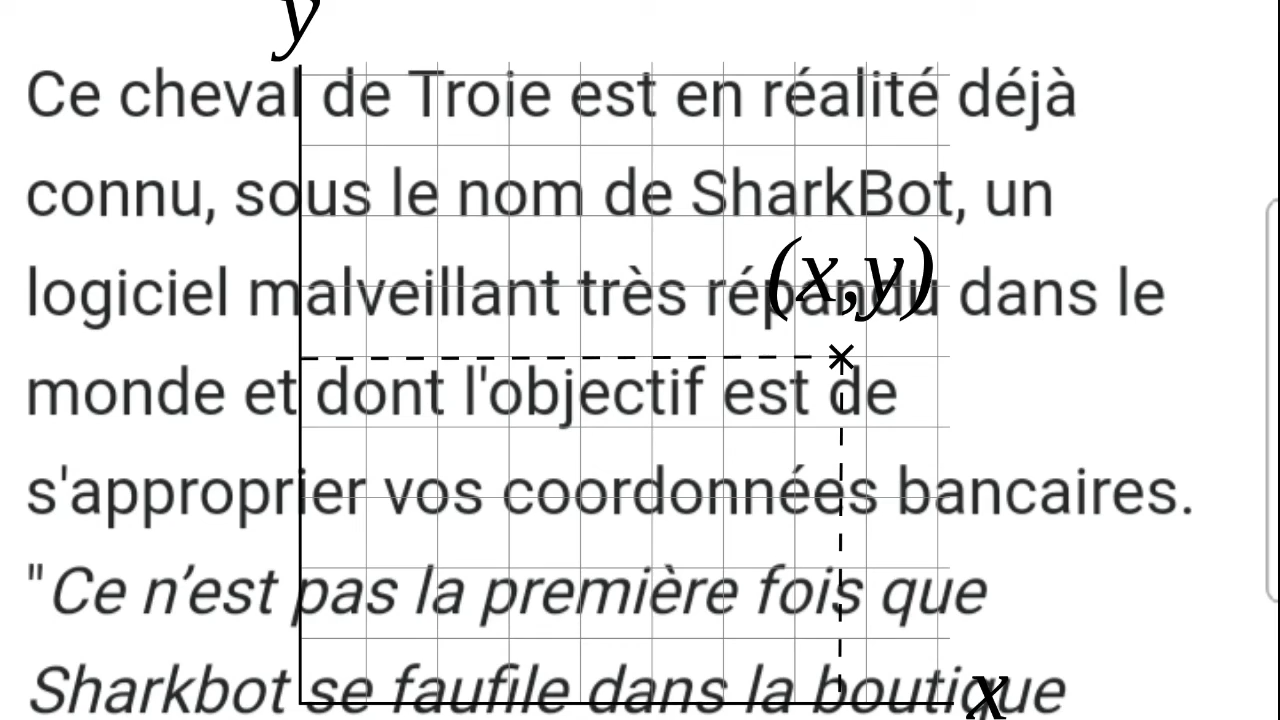 y
Ce cheval de Troie est en réalité déjà
connu, sous le nom de SharkBot, un
(x,y)
logiciel malveillant très répandu dans le
monde et dont l'objectif est de
s'approprier vos coordonnées bancaires.
"Ce n’est pas la première fois que
Sharkbot se faufile dans la boutique
x